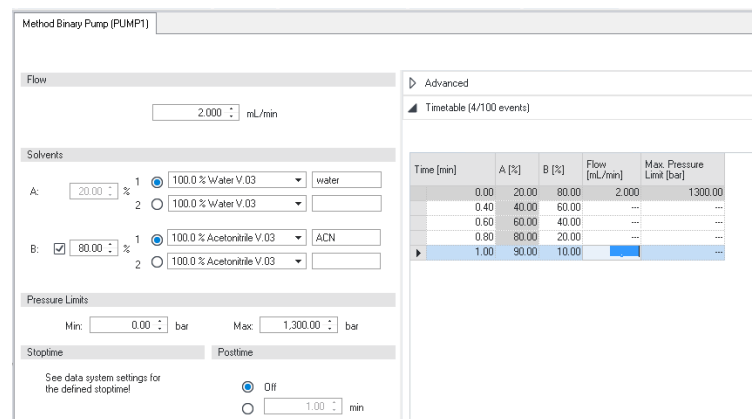 Method Binary Pump (PUMP1)
Flow
2.000 mL/min
Solvents
A: 20.00 % 1 100.0 % Water V.03 water
2 100.0 % Water V.03
B: 80.00 % 1 100.0 % Acetonitrile V.03 ACN
2 100.0 % Acetonitrile V.03
Pressure Limits
Min: 0.00 bar Max: 1,300.00 bar
Stoptime Posttime
See data system settings for
the defined stoptime!
Off
1.00 min
Advanced
Timetable (4/100 events)
Time [min] A [%] B [%] Flow [mL/min] Max. Pressure Limit [bar]
0.00 20.00 80.00 2.000 1300.00
0.40 40.00 60.00 --- ---
0.60 60.00 40.00 --- ---
0.80 80.00 20.00 --- ---
1.00 90.00 10.00 ---